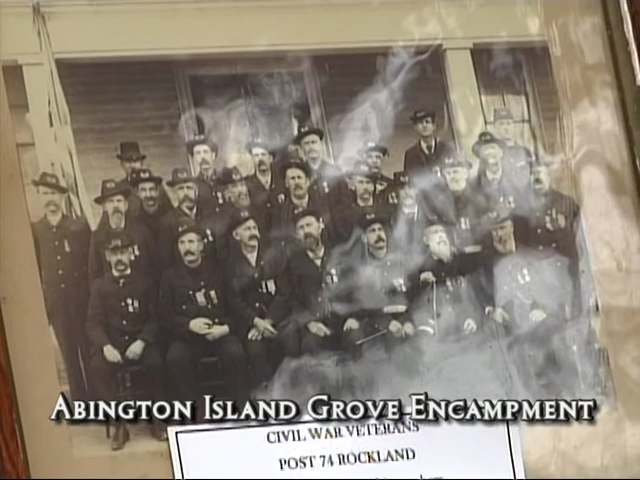 ABINGTON ISLAND GROVE ENCAMPMENT
CIVIL WAR VETERANS
POST 74 ROCKLAND